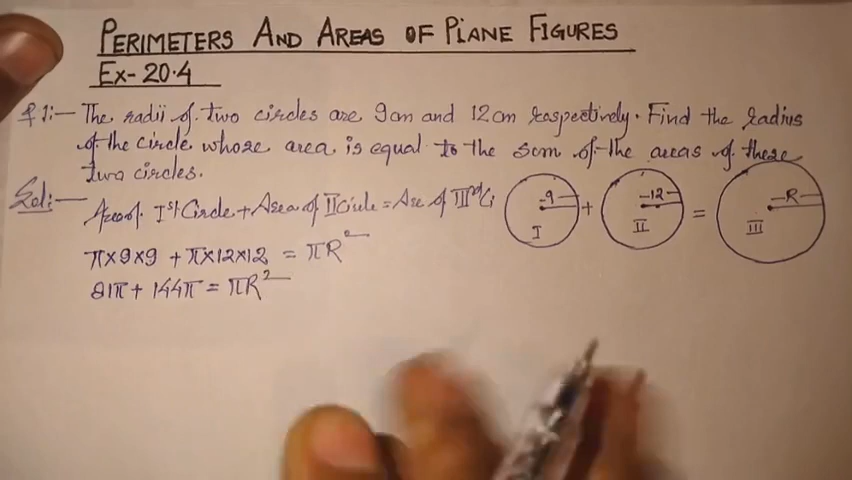 PERIMETERS AND AREAS OF PLANE FIGURES
Ex- 20.4
Q 1:- The radii of two circles are 9cm and 12cm respectively. Find the radius
of the circle whose area is equal to the sum of the areas of these
two circles.
Sol:- Area of Ist Circle + Area of II Circle = Are of IIIrd Ci
-9- I + -12- II = -R- III
π×9×9 + π×12×12 = πR²
81π + 144π = πR²